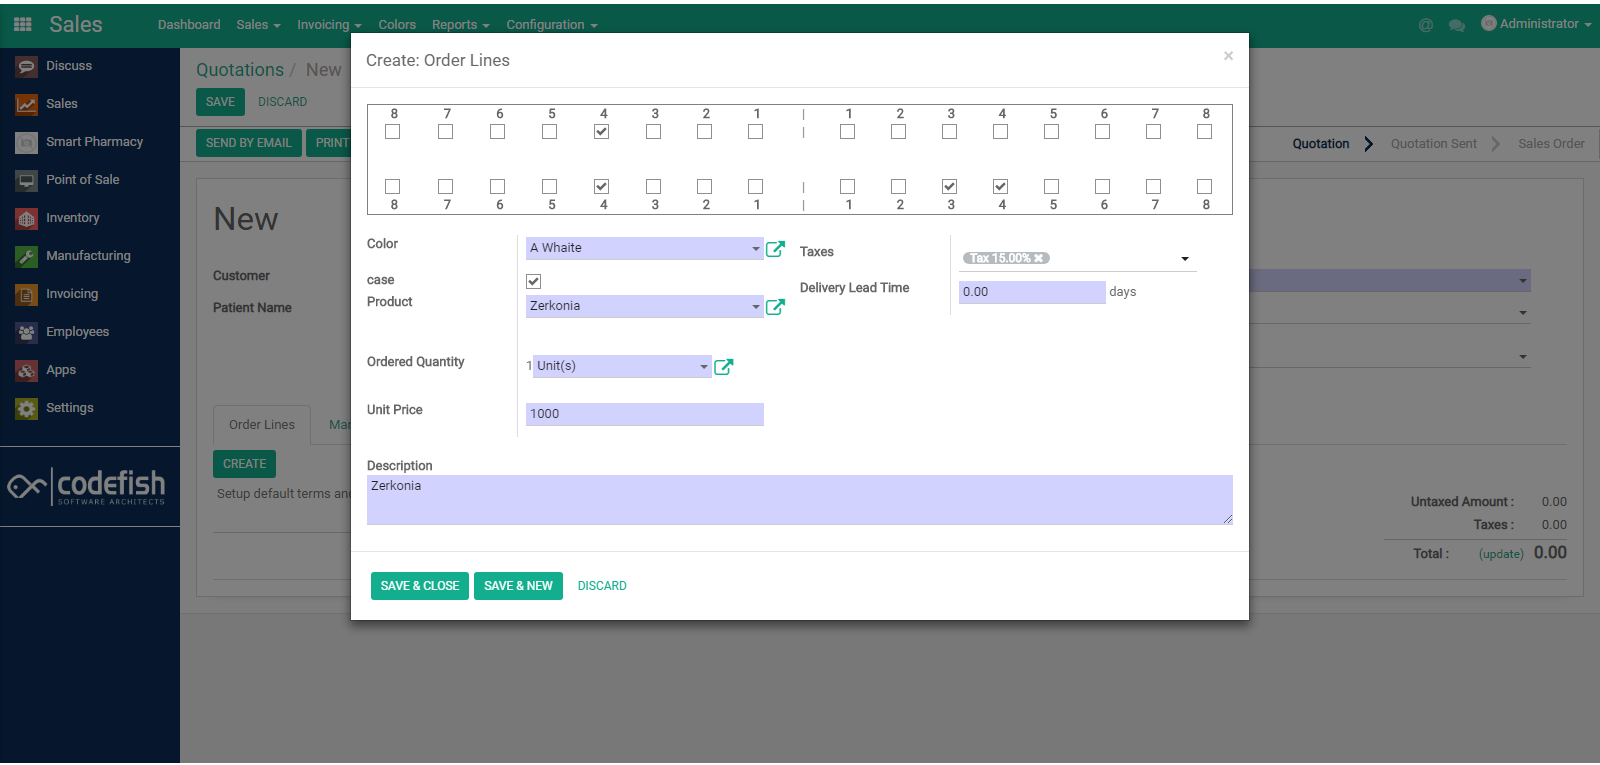 Sales
Dashboard Sales Invoicing Colors Reports Configuration
@ Administrator
Discuss
Sales
Smart Pharmacy
Point of Sale
Inventory
Manufacturing
Invoicing
Employees
Apps
Settings
codefish
SOFTWARE ARCHITECTS
Quotations / New
SAVE DISCARD
SEND BY EMAIL PRINT
Quotation Quotation Sent Sales Order
New
Customer
Patient Name
Order Lines Mar
CREATE
Setup default terms and
Untaxed Amount : 0.00
Taxes : 0.00
Total : (update) 0.00
Create: Order Lines ×
8 7 6 5 4 3 2 1 | 1 2 3 4 5 6 7 8
|
|
8 7 6 5 4 3 2 1 | 1 2 3 4 5 6 7 8
Color A Whaite
case
Product Zerkonia
Ordered Quantity 1 Unit(s)
Unit Price 1000
Taxes Tax 15.00% ✖
Delivery Lead Time 0.00 days
Description
Zerkonia
SAVE & CLOSE SAVE & NEW DISCARD